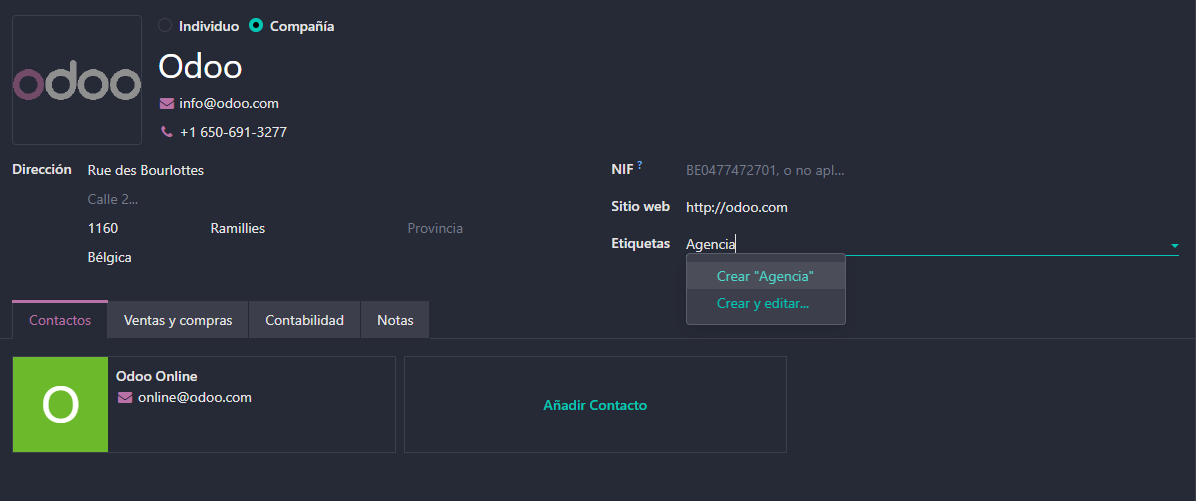 odoo
Individuo Compañía
Odoo
info@odoo.com
+1 650-691-3277
Dirección Rue des Bourlottes
Calle 2...
1160 Ramillies Provincia
Bélgica
NIF ? BE0477472701, o no apl...
Sitio web http://odoo.com
Etiquetas Agencia
Crear "Agencia"
Crear y editar...
Contactos Ventas y compras Contabilidad Notas
O
Odoo Online
online@odoo.com
Añadir Contacto